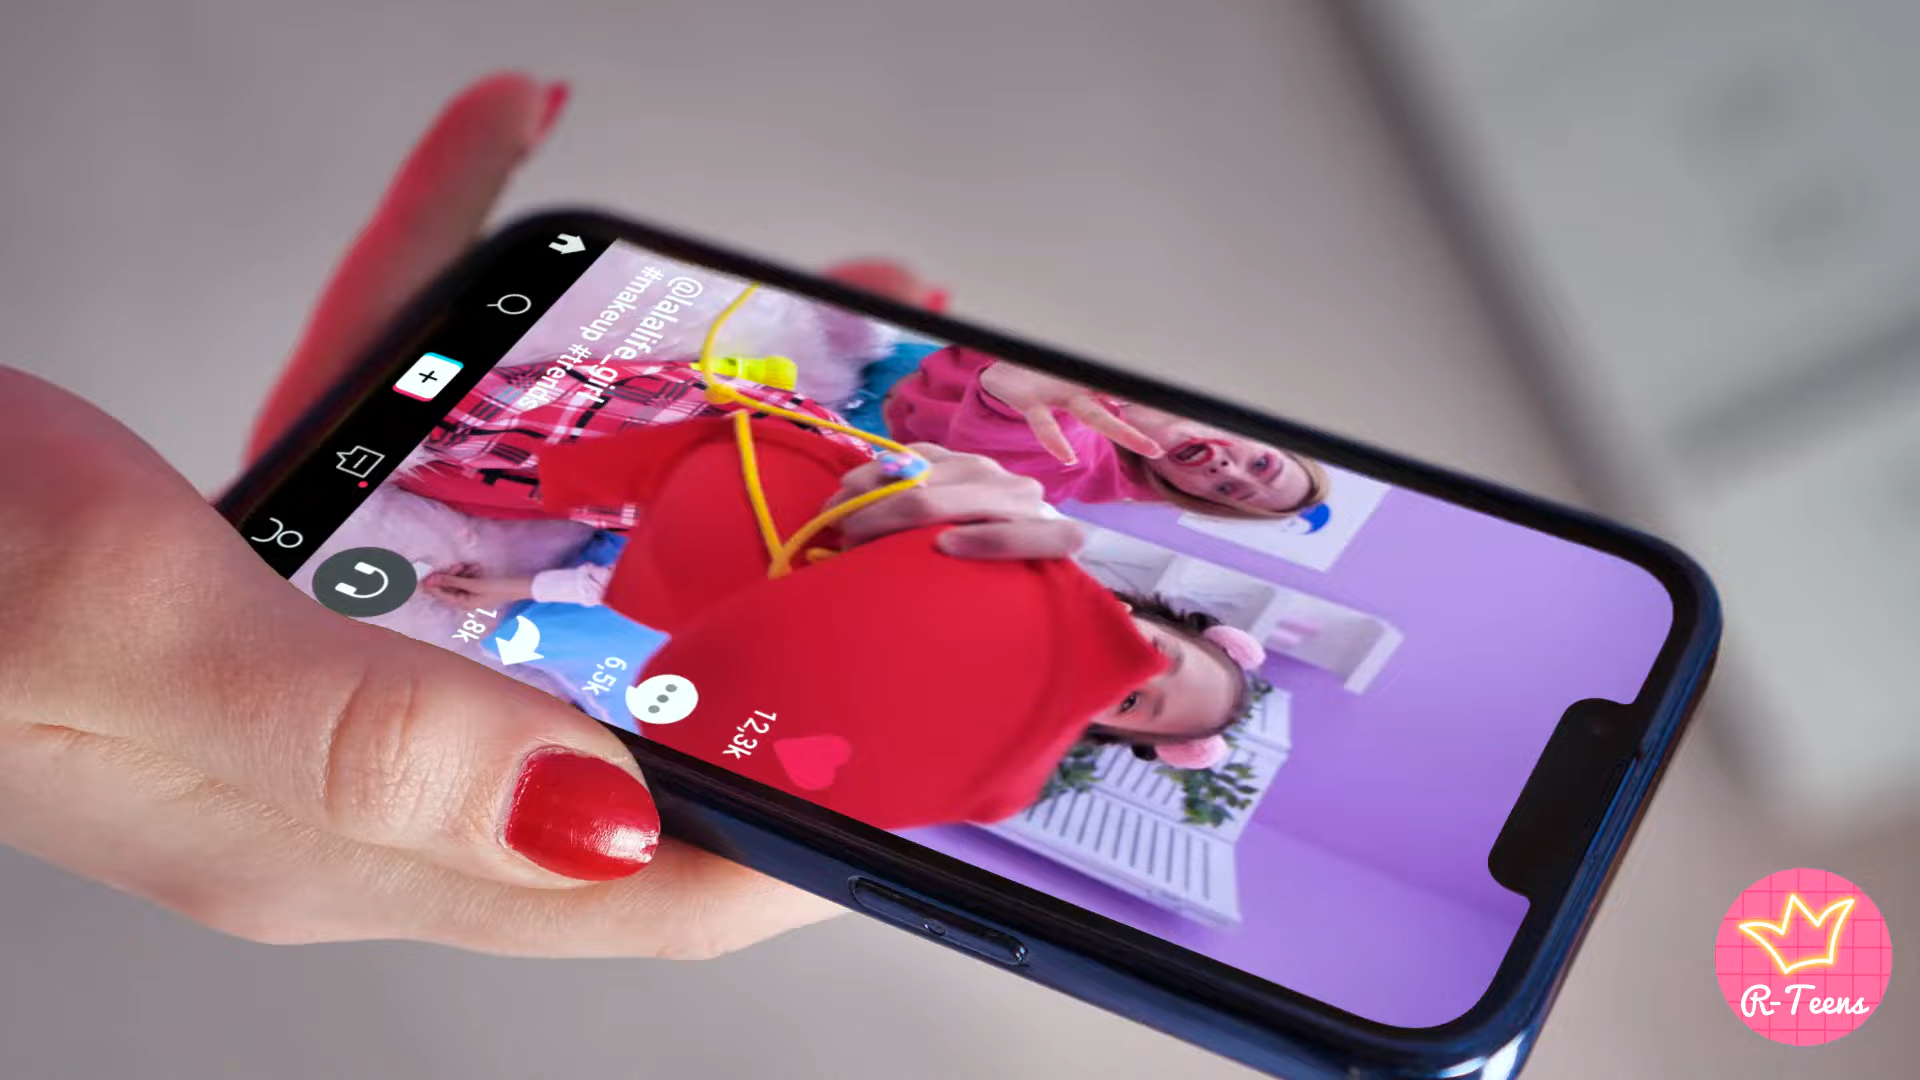 @lalalife_girl
#makeup #trends
12,3K
6,5K
1,8K
R-Teens